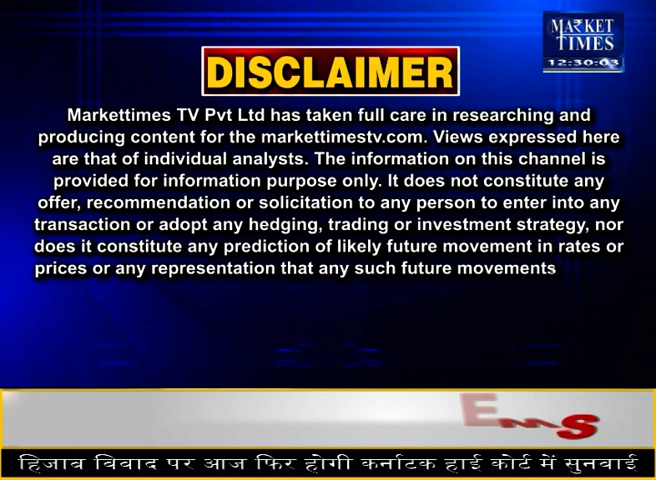 MARKET
TIMES
12:30:03
DISCLAIMER
Markettimes TV Pvt Ltd has taken full care in researching and
producing content for the markettimestv.com. Views expressed here
are that of individual analysts. The information on this channel is
provided for information purpose only. It does not constitute any
offer, recommendation or solicitation to any person to enter into any
transaction or adopt any hedging, trading or investment strategy, nor
does it constitute any prediction of likely future movement in rates or
prices or any representation that any such future movements
EMS
हिजाब विवाद पर आज फिर होगी कर्नाटक हाई कोर्ट में सुनवाई